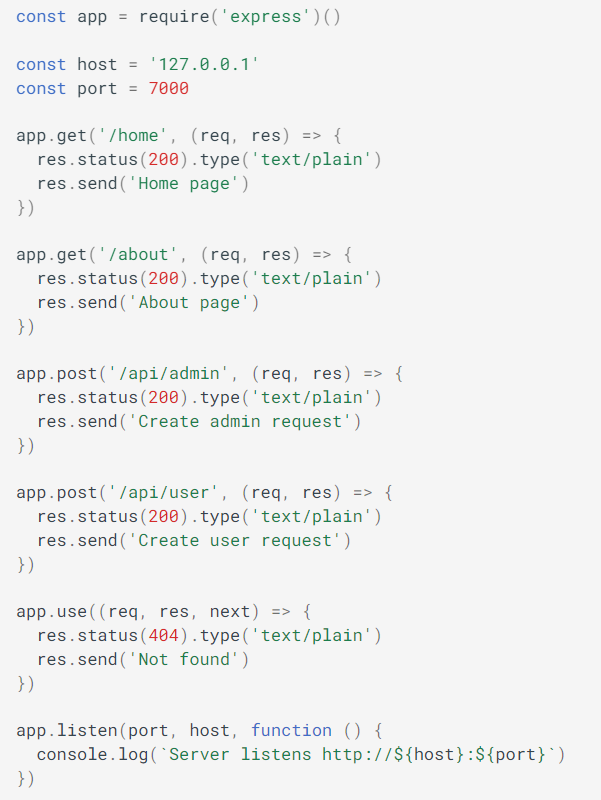 const app = require('express')()

const host = '127.0.0.1'
const port = 7000

app.get('/home', (req, res) => {
  res.status(200).type('text/plain')
  res.send('Home page')
})

app.get('/about', (req, res) => {
  res.status(200).type('text/plain')
  res.send('About page')
})

app.post('/api/admin', (req, res) => {
  res.status(200).type('text/plain')
  res.send('Create admin request')
})

app.post('/api/user', (req, res) => {
  res.status(200).type('text/plain')
  res.send('Create user request')
})

app.use((req, res, next) => {
  res.status(404).type('text/plain')
  res.send('Not found')
})

app.listen(port, host, function () {
  console.log(`Server listens http://${host}:${port}`)
})